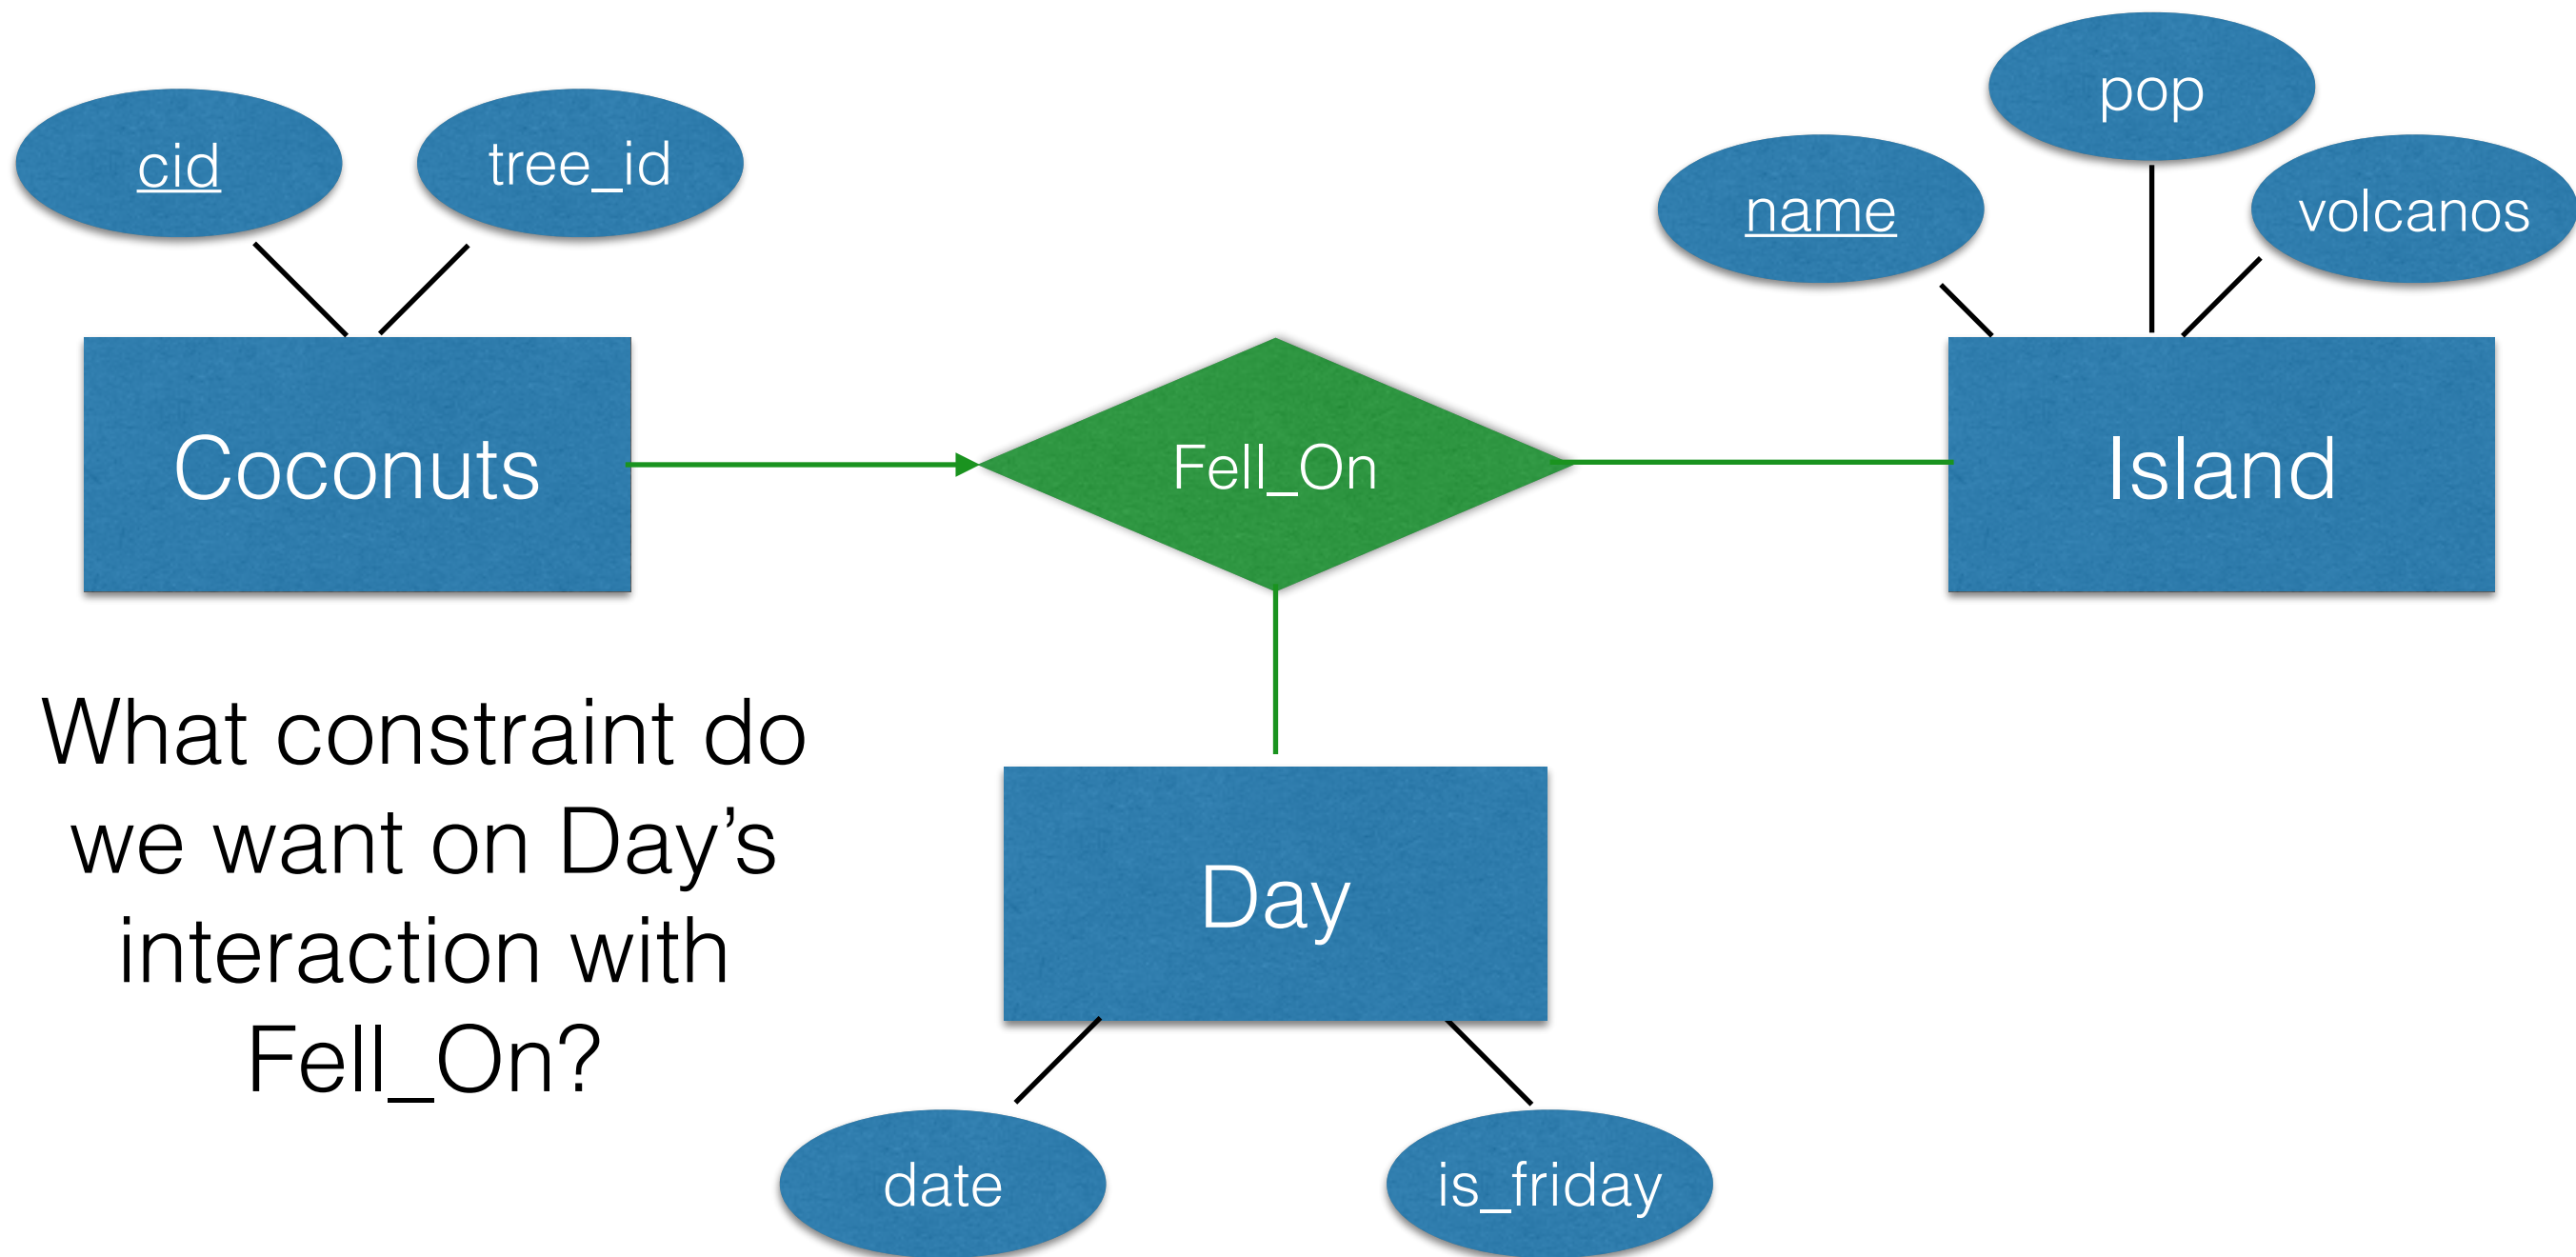 pop
cid
tree_id
name
volcanos
Coconuts
Fell_On
Island
What constraint do
we want on Day’s
interaction with
Fell_On?
Day
date
is_friday